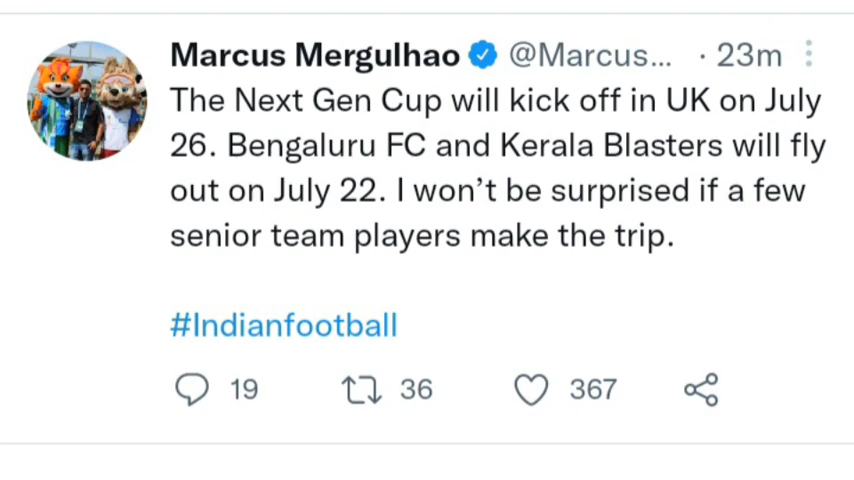 Marcus Mergulhao @Marcus... · 23m
The Next Gen Cup will kick off in UK on July
26. Bengaluru FC and Kerala Blasters will fly
out on July 22. I won’t be surprised if a few
senior team players make the trip.
#Indianfootball
19 36 367